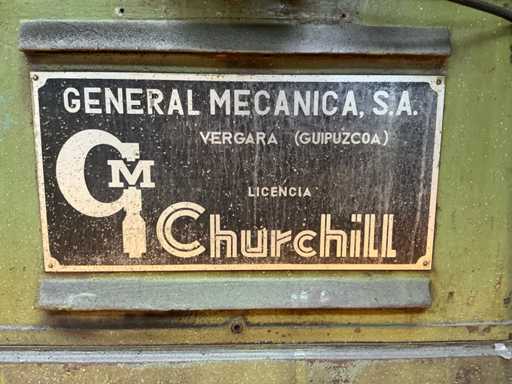 GENERAL MECANICA, S.A.
VERGARA (GUIPUZCOA)
GM
LICENCIA
Churchill